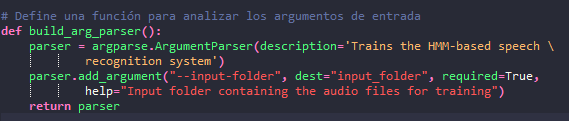 # Define una función para analizar los argumentos de entrada
def build_arg_parser():
    parser = argparse.ArgumentParser(description='Trains the HMM-based speech \
            recognition system')
    parser.add_argument("--input-folder", dest="input_folder", required=True,
            help="Input folder containing the audio files for training")
    return parser